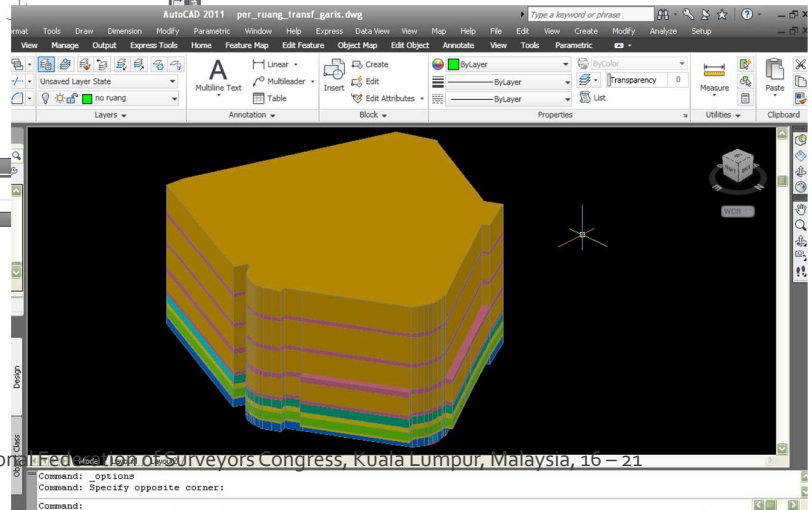 AutoCAD 2011 per_ruang_transf_garis.dwg
Type a keyword or phrase
Tools Draw Dimension Modify Parametric Window Help Express Data View View Map Help File Edit View Create Modify Analyze Setup
View Manage Output Express Tools Home Feature Map Edit Feature Object Map Edit Object Annotate View Tools Parametric
Unsaved Layer State
no ruang
Layers
A
Multiline Text
Linear
Multileader
Table
Annotation
Insert
Create
Edit
Edit Attributes
Block
ByLayer
ByLayer
ByLayer
ByColor
Transparency 0
List
Properties
Measure
Utilities
Paste
Clipboard
WCS
Design
Object Class
Federation of Surveyors Congress, Kuala Lumpur, Malaysia, 16 – 21
Model
Command: _options
Command: Specify opposite corner:
Command: